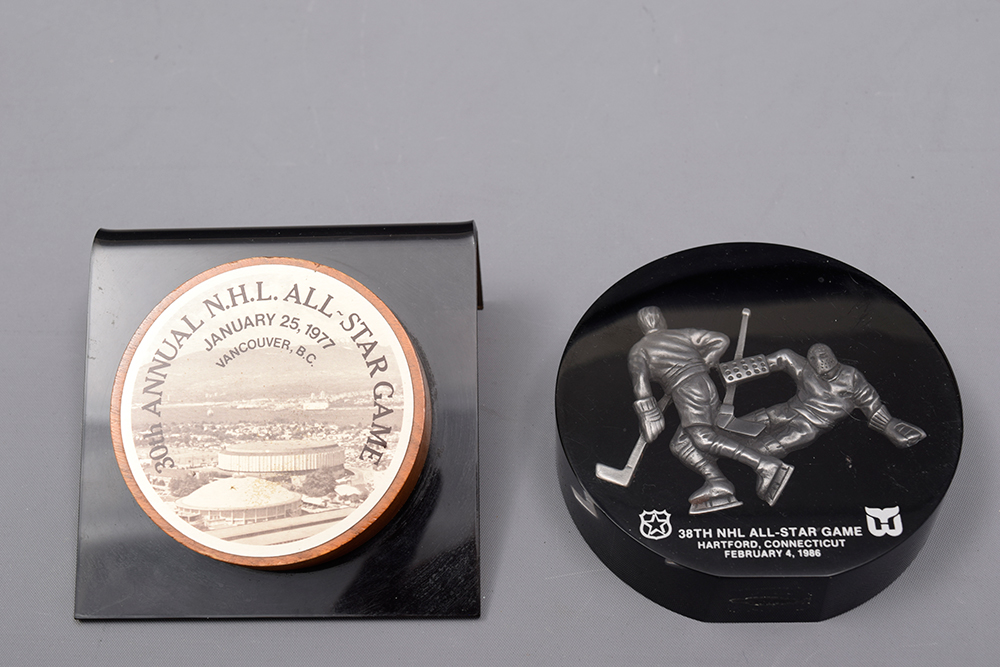 30th ANNUAL N.H.L. ALL~STAR GAME
JANUARY 25, 1977
VANCOUVER, B.C.
38TH NHL ALL-STAR GAME
HARTFORD, CONNECTICUT
FEBRUARY 4, 1986